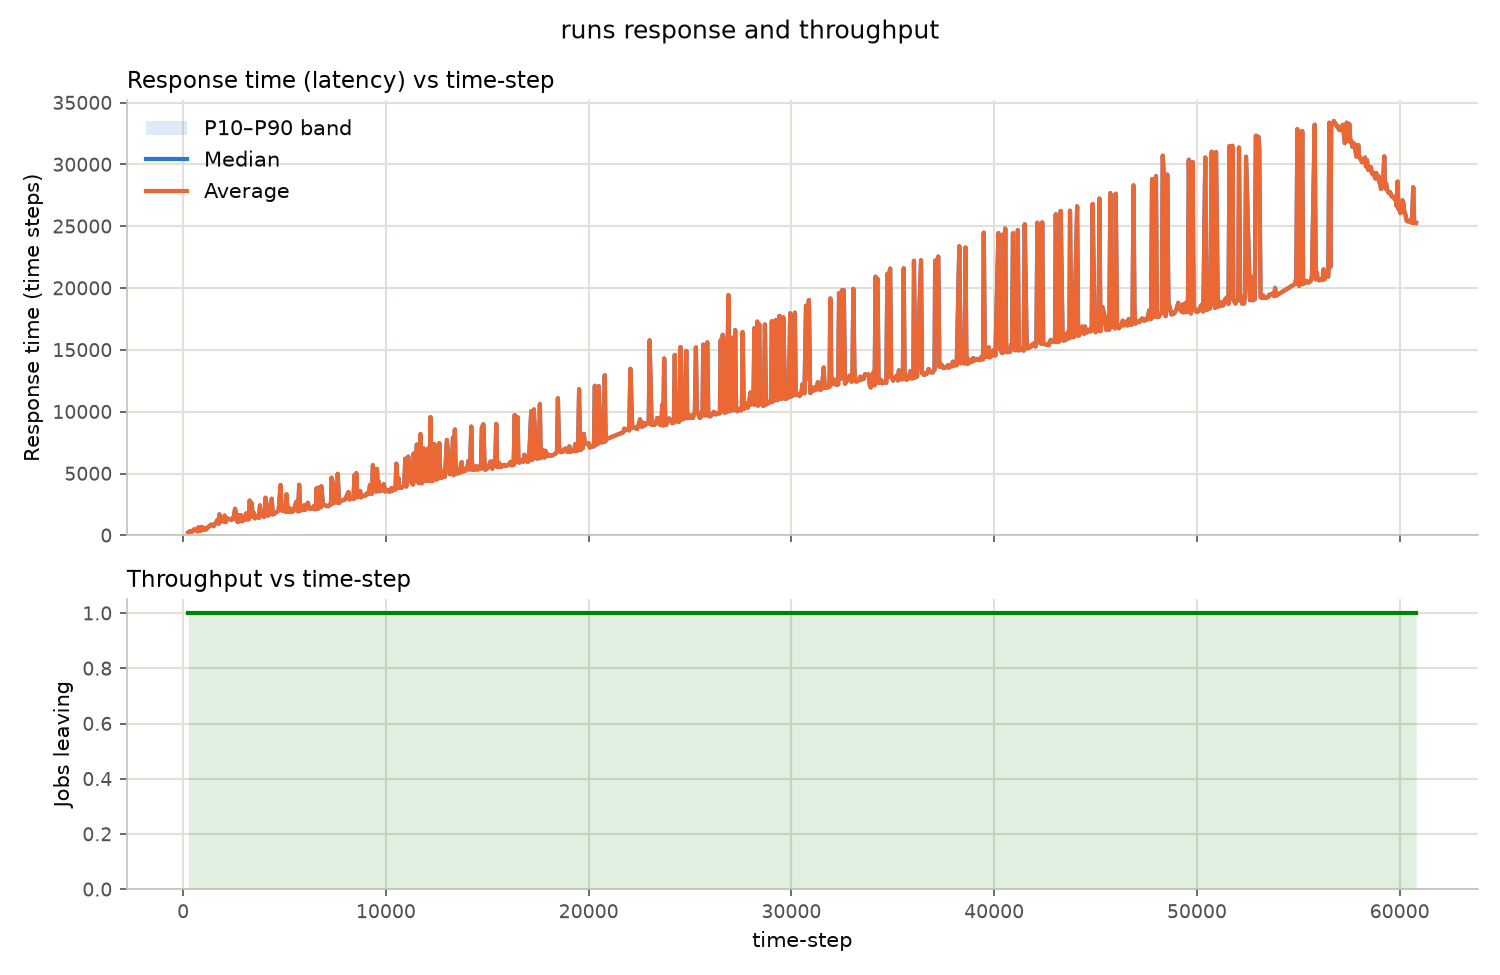 runs response and throughput
Response time (latency) vs time-step
35000
30000
25000
20000
15000
10000
5000
0
Response time (time steps)
P10–P90 band
Median
Average
Throughput vs time-step
1.0
0.8
0.6
0.4
0.2
0.0
Jobs leaving
0 10000 20000 30000 40000 50000 60000
time-step